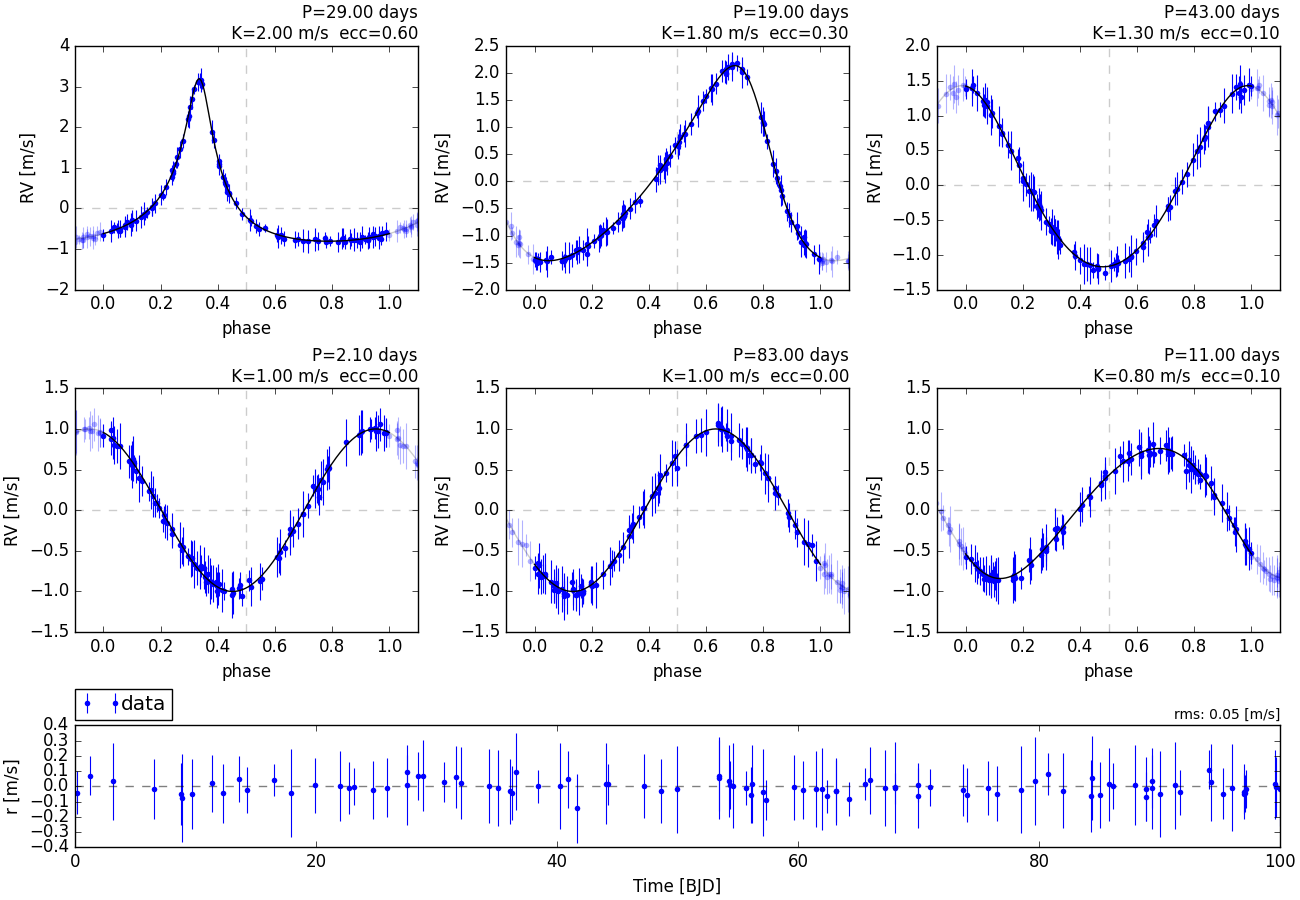 P=29.00 days
K=2.00 m/s ecc=0.60
4
3
2
1
0
−1
−2
RV [m/s]
0.0 0.2 0.4 0.6 0.8 1.0
phase
P=19.00 days
K=1.80 m/s ecc=0.30
2.5
2.0
1.5
1.0
0.5
0.0
−0.5
−1.0
−1.5
−2.0
RV [m/s]
0.0 0.2 0.4 0.6 0.8 1.0
phase
P=43.00 days
K=1.30 m/s ecc=0.10
2.0
1.5
1.0
0.5
0.0
−0.5
−1.0
−1.5
RV [m/s]
0.0 0.2 0.4 0.6 0.8 1.0
phase
P=2.10 days
K=1.00 m/s ecc=0.00
1.5
1.0
0.5
0.0
−0.5
−1.0
−1.5
RV [m/s]
0.0 0.2 0.4 0.6 0.8 1.0
phase
P=83.00 days
K=1.00 m/s ecc=0.00
1.5
1.0
0.5
0.0
−0.5
−1.0
−1.5
RV [m/s]
0.0 0.2 0.4 0.6 0.8 1.0
phase
P=11.00 days
K=0.80 m/s ecc=0.10
1.5
1.0
0.5
0.0
−0.5
−1.0
−1.5
RV [m/s]
0.0 0.2 0.4 0.6 0.8 1.0
phase
data
rms: 0.05 [m/s]
0.4
0.3
0.2
0.1
0.0
−0.1
−0.2
−0.3
−0.4
r [m/s]
0 20 40 60 80 100
Time [BJD]